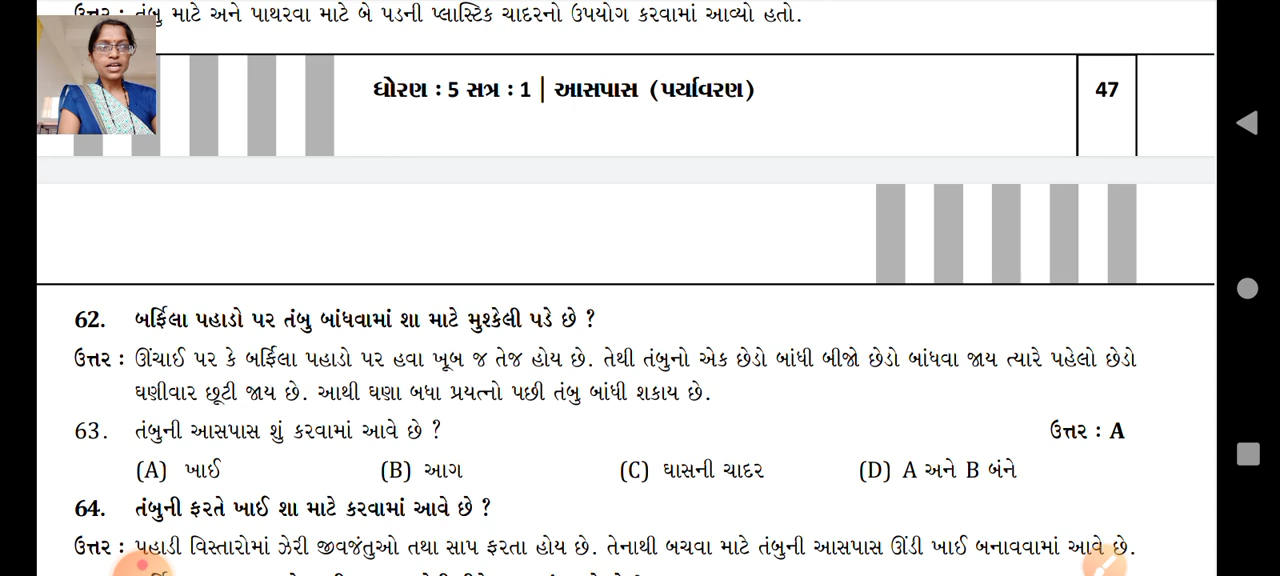 ઉત્તર : તંબુ માટે અને પાથરવા માટે બે પડની પ્લાસ્ટિક ચાદરનો ઉપયોગ કરવામાં આવ્યો હતો.
ધોરણ : 5 સત્ર : 1 | આસપાસ (પર્યાવરણ)
47
62. બર્ફિલા પહાડો પર તંબુ બાંધવામાં શા માટે મુશ્કેલી પડે છે ?
ઉત્તર : ઊંચાઈ પર કે બર્ફિલા પહાડો પર હવા ખૂબ જ તેજ હોય છે. તેથી તંબુનો એક છેડો બાંધી બીજો છેડો બાંધવા જાય ત્યારે પહેલો છેડો
ઘણીવાર છૂટી જાય છે. આથી ઘણા બધા પ્રયત્નો પછી તંબુ બાંધી શકાય છે.
63. તંબુની આસપાસ શું કરવામાં આવે છે ? ઉત્તર : A
(A) ખાઈ (B) આગ (C) ઘાસની ચાદર (D) A અને B બંને
64. તંબુની ફરતે ખાઈ શા માટે કરવામાં આવે છે ?
ઉત્તર : પહાડી વિસ્તારોમાં ઝેરી જીવજંતુઓ તથા સાપ ફરતા હોય છે. તેનાથી બચવા માટે તંબુની આસપાસ ઊંડી ખાઈ બનાવવામાં આવે છે.